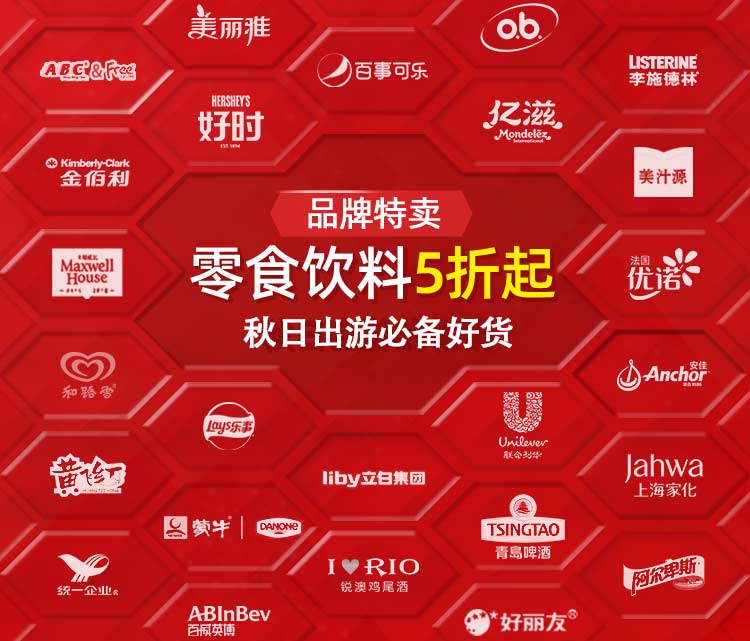 美丽雅
o.b.
ABC & Free
百事可乐
LISTERINE
李施德林
HERSHEY'S
好时
EST. 1894
亿滋
Mondelēz
International
Kimberly-Clark
金佰利
美汁源
品牌特卖
Maxwell
House
零食饮料5折起
法国
优诺
秋日出游必备好货
和路雪
安佳
Anchor
Lay's乐事
Unilever
联合利华
黄飞红
liby立白集团
Jahwa
上海家化
蒙牛
DANONE
TSINGTAO
青岛啤酒
统一企业
I ♥ RIO
锐澳鸡尾酒
阿尔卑斯
ABInBev
百威英博
好丽友®